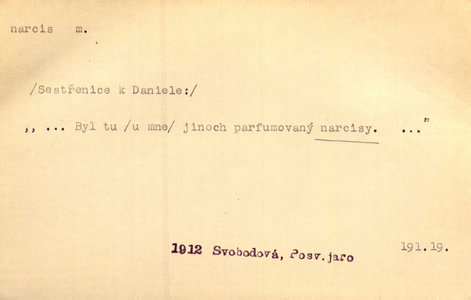 narcis m.
/Sestřenice k Daniele:/
„ ... Byl tu /u mne/ jinoch parfumovaný narcisy. ..."
1912 Svobodová, Posv.jaro 191.19.